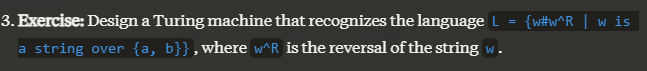 3. Exercise: Design a Turing machine that recognizes the language L = {w#w^R | w is
a string over {a, b}}, where w^R is the reversal of the string w.